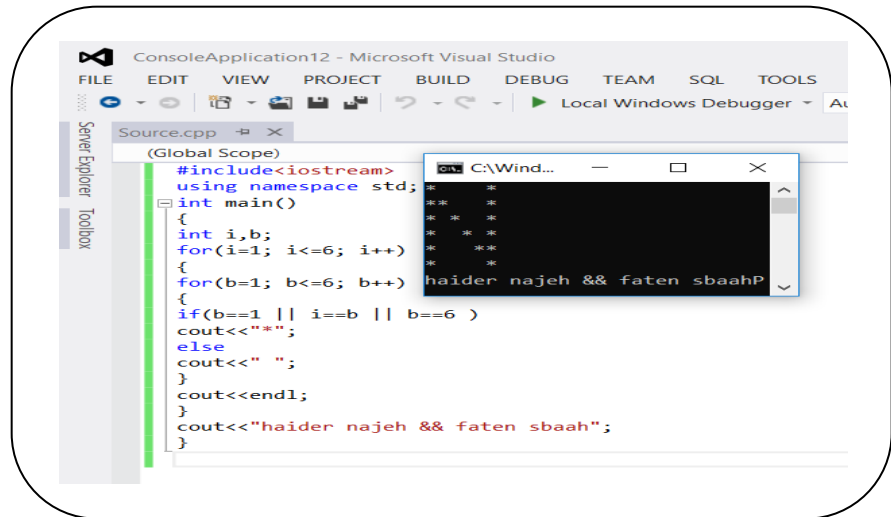 ConsoleApplication12 - Microsoft Visual Studio
FILE EDIT VIEW PROJECT BUILD DEBUG TEAM SQL TOOLS
Local Windows Debugger
Server Explorer
Toolbox
Source.cpp
(Global Scope)
#include<iostream>
using namespace std;
int main()
{
int i,b;
for(i=1; i<=6; i++)
{
for(b=1; b<=6; b++)
{
if(b==1 || i==b || b==6 )
cout<<"*";
else
cout<<" ";
}
cout<<endl;
}
cout<<"haider najeh && faten sbaah";
}
C:\Wind...
*    *
**   *
* *  *
*  * *
*   **
*    *
haider najeh && faten sbaahP